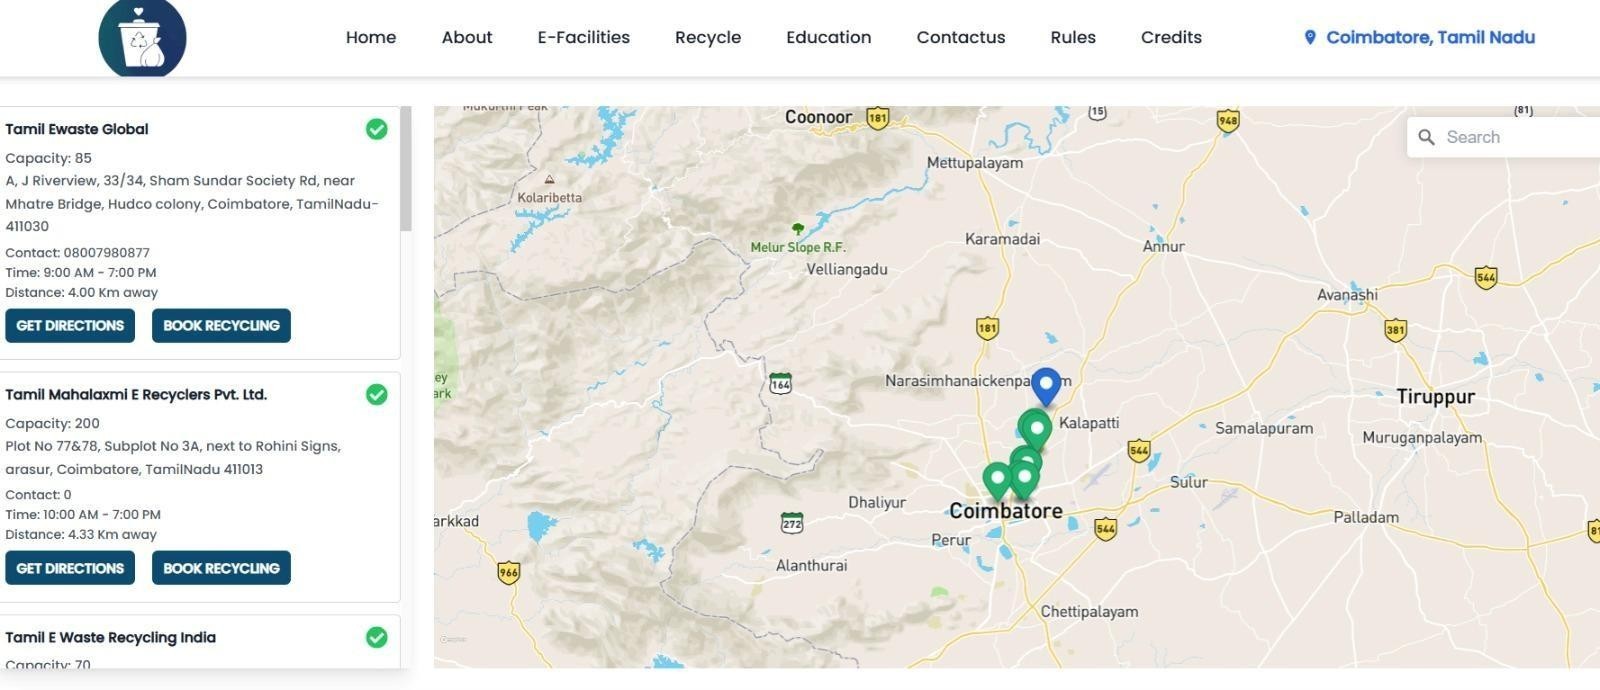 Home About E-Facilities Recycle Education Contactus Rules Credits Coimbatore, Tamil Nadu
Tamil Ewaste Global
Capacity: 85
A, J Riverview, 33/34, Sham Sundar Society Rd, near
Mhatre Bridge, Hudco colony, Coimbatore, TamilNadu-
411030
Contact: 08007980877
Time: 9:00 AM - 7:00 PM
Distance: 4.00 Km away
GET DIRECTIONS BOOK RECYCLING
Tamil Mahalaxmi E Recyclers Pvt. Ltd.
Capacity: 200
Plot No 77&78, Subplot No 3A, next to Rohini Signs,
arasur, Coimbatore, TamilNadu 411013
Contact: 0
Time: 10:00 AM - 7:00 PM
Distance: 4.33 Km away
GET DIRECTIONS BOOK RECYCLING
Tamil E Waste Recycling India
Capacity: 70
Mukurthi Peak
Coonoor 181
15
948
(81)
Search
Mettupalayam
Kolaribetta
Melur Slope R.F.
Velliangadu
Karamadai
Annur
544
Avanashi
381
181
ey
ark
164
Narasimhanaickenpa m
Kalapatti
Tiruppur
Samalapuram
Muruganpalayam
544
Sulur
Dhaliyur
Coimbatore
arkkad
272
544
Palladam
81
Perur
Alanthurai
966
Chettipalayam